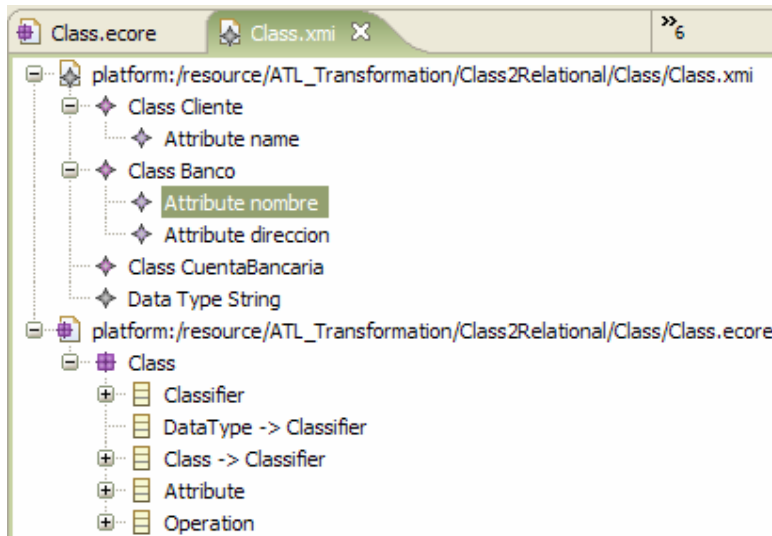 Class.ecore Class.xmi »6
platform:/resource/ATL_Transformation/Class2Relational/Class/Class.xmi
Class Cliente
Attribute name
Class Banco
Attribute nombre
Attribute direccion
Class CuentaBancaria
Data Type String
platform:/resource/ATL_Transformation/Class2Relational/Class/Class.ecore
Class
Classifier
DataType -> Classifier
Class -> Classifier
Attribute
Operation